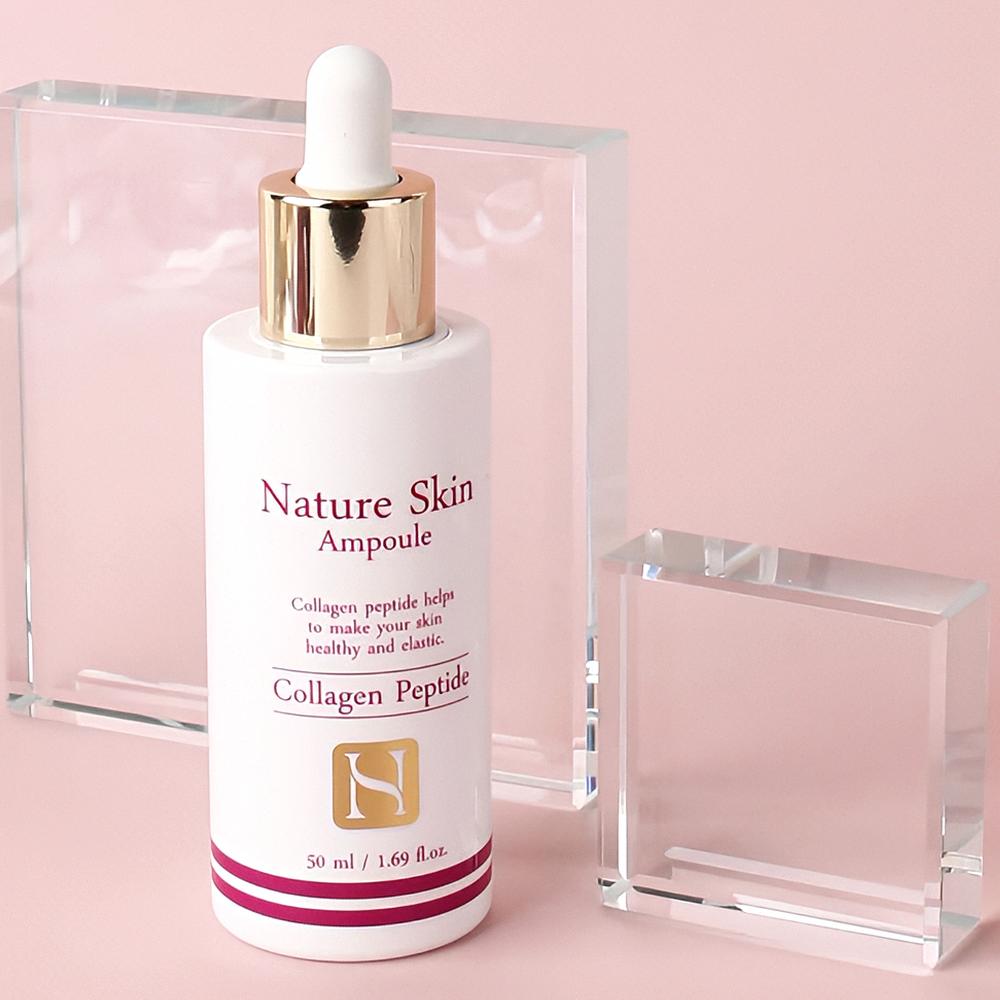 Nature Skin
Ampoule
Collagen peptide helps
to make your skin
healthy and elastic.
Collagen Peptide
N
50 ml / 1.69 fl.oz.